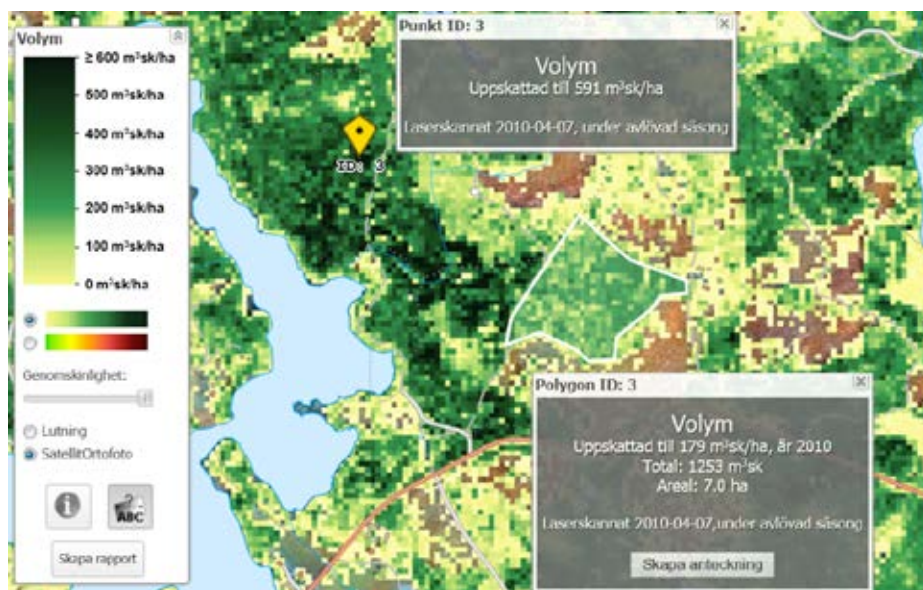 Volym
≥ 600 m³sk/ha
500 m³sk/ha
400 m³sk/ha
300 m³sk/ha
200 m³sk/ha
100 m³sk/ha
0 m³sk/ha
Genomskinlighet:
Lutning
SatellitOrtofoto
ABC
Skapa rapport
ID: 3
Punkt ID: 3
Volym
Uppskattad till 591 m³sk/ha
Laserskannat 2010-04-07, under avlövad säsong
Polygon ID: 3
Volym
Uppskattad till 179 m³sk/ha, år 2010
Total: 1253 m³sk
Areal: 7.0 ha
Laserskannat 2010-04-07,under avlövad säsong
Skapa anteckning